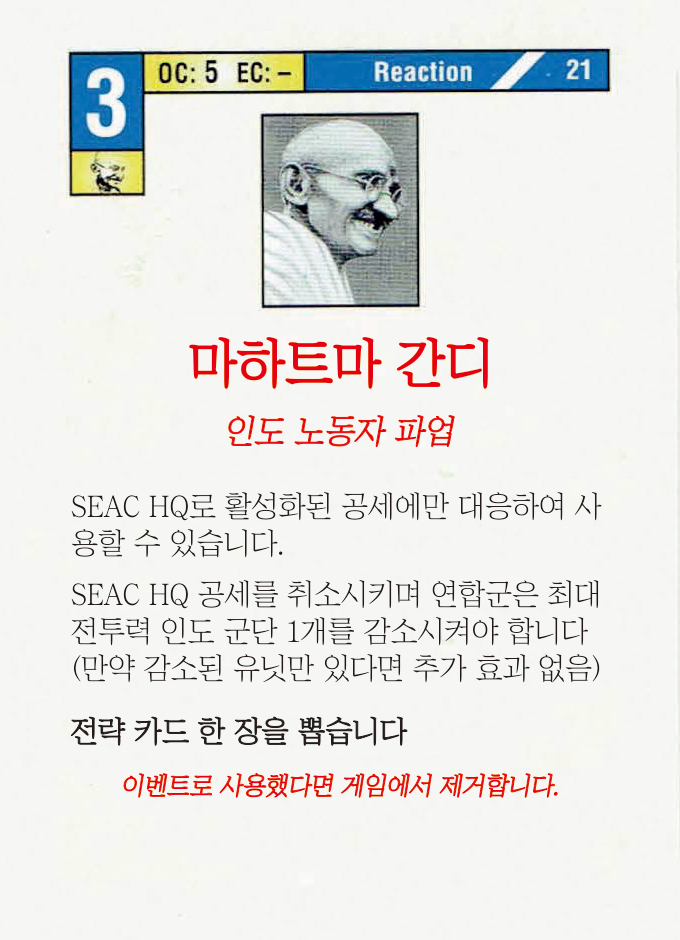 3
OC: 5 EC: –
Reaction 21
마하트마 간디
인도 노동자 파업
SEAC HQ로 활성화된 공세에만 대응하여 사
용할 수 있습니다.
SEAC HQ 공세를 취소시키며 연합군은 최대
전투력 인도 군단 1개를 감소시켜야 합니다
(만약 감소된 유닛만 있다면 추가 효과 없음)
전략 카드 한 장을 뽑습니다
이벤트로 사용했다면 게임에서 제거합니다.